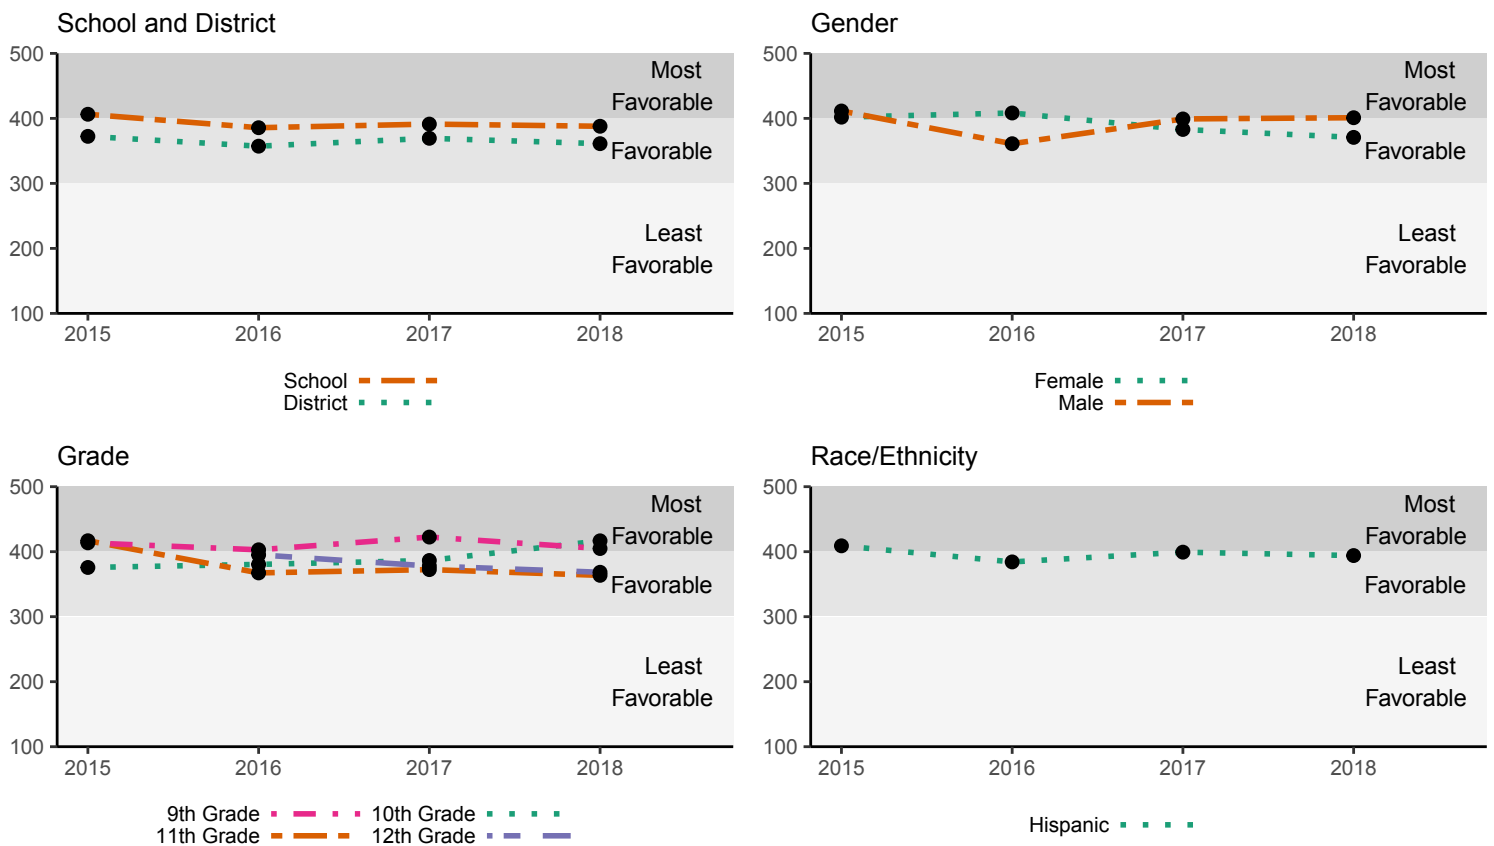 School and District
500
400
300
200
100
Most
Favorable
Favorable
Least
Favorable
2015 2016 2017 2018
School
District
Gender
500
400
300
200
100
Most
Favorable
Favorable
Least
Favorable
2015 2016 2017 2018
Female
Male
Grade
500
400
300
200
100
Most
Favorable
Favorable
Least
Favorable
2015 2016 2017 2018
9th Grade 10th Grade
11th Grade 12th Grade
Race/Ethnicity
500
400
300
200
100
Most
Favorable
Favorable
Least
Favorable
2015 2016 2017 2018
Hispanic